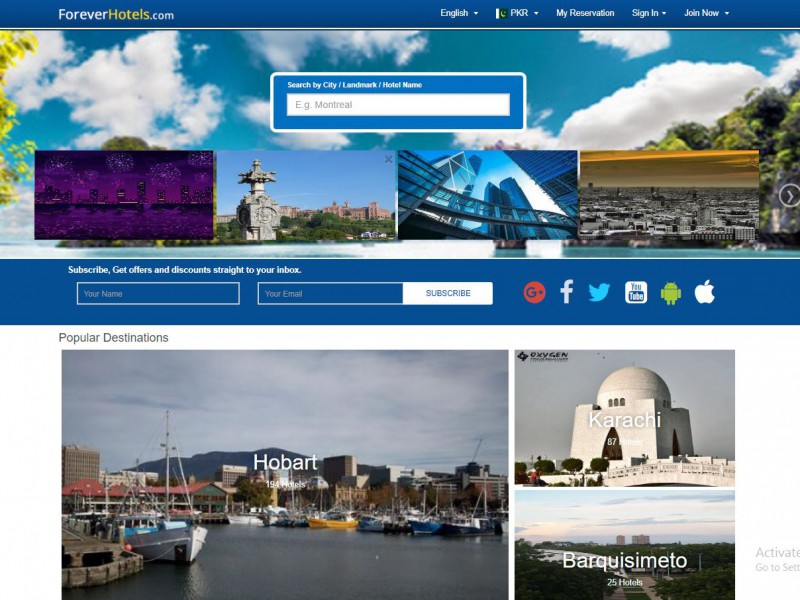 ForeverHotels.com
English
PKR
My Reservation
Sign In
Join Now
Search by City / Landmark / Hotel Name
E.g. Montreal
Subscribe, Get offers and discounts straight to your inbox.
Your Name
Your Email
SUBSCRIBE
G+
You
Tube
Popular Destinations
OXYGEN
Karachi
87 Hotels
Hobart
194 Hotels
Barquisimeto
25 Hotels
Activate
Go to Sett